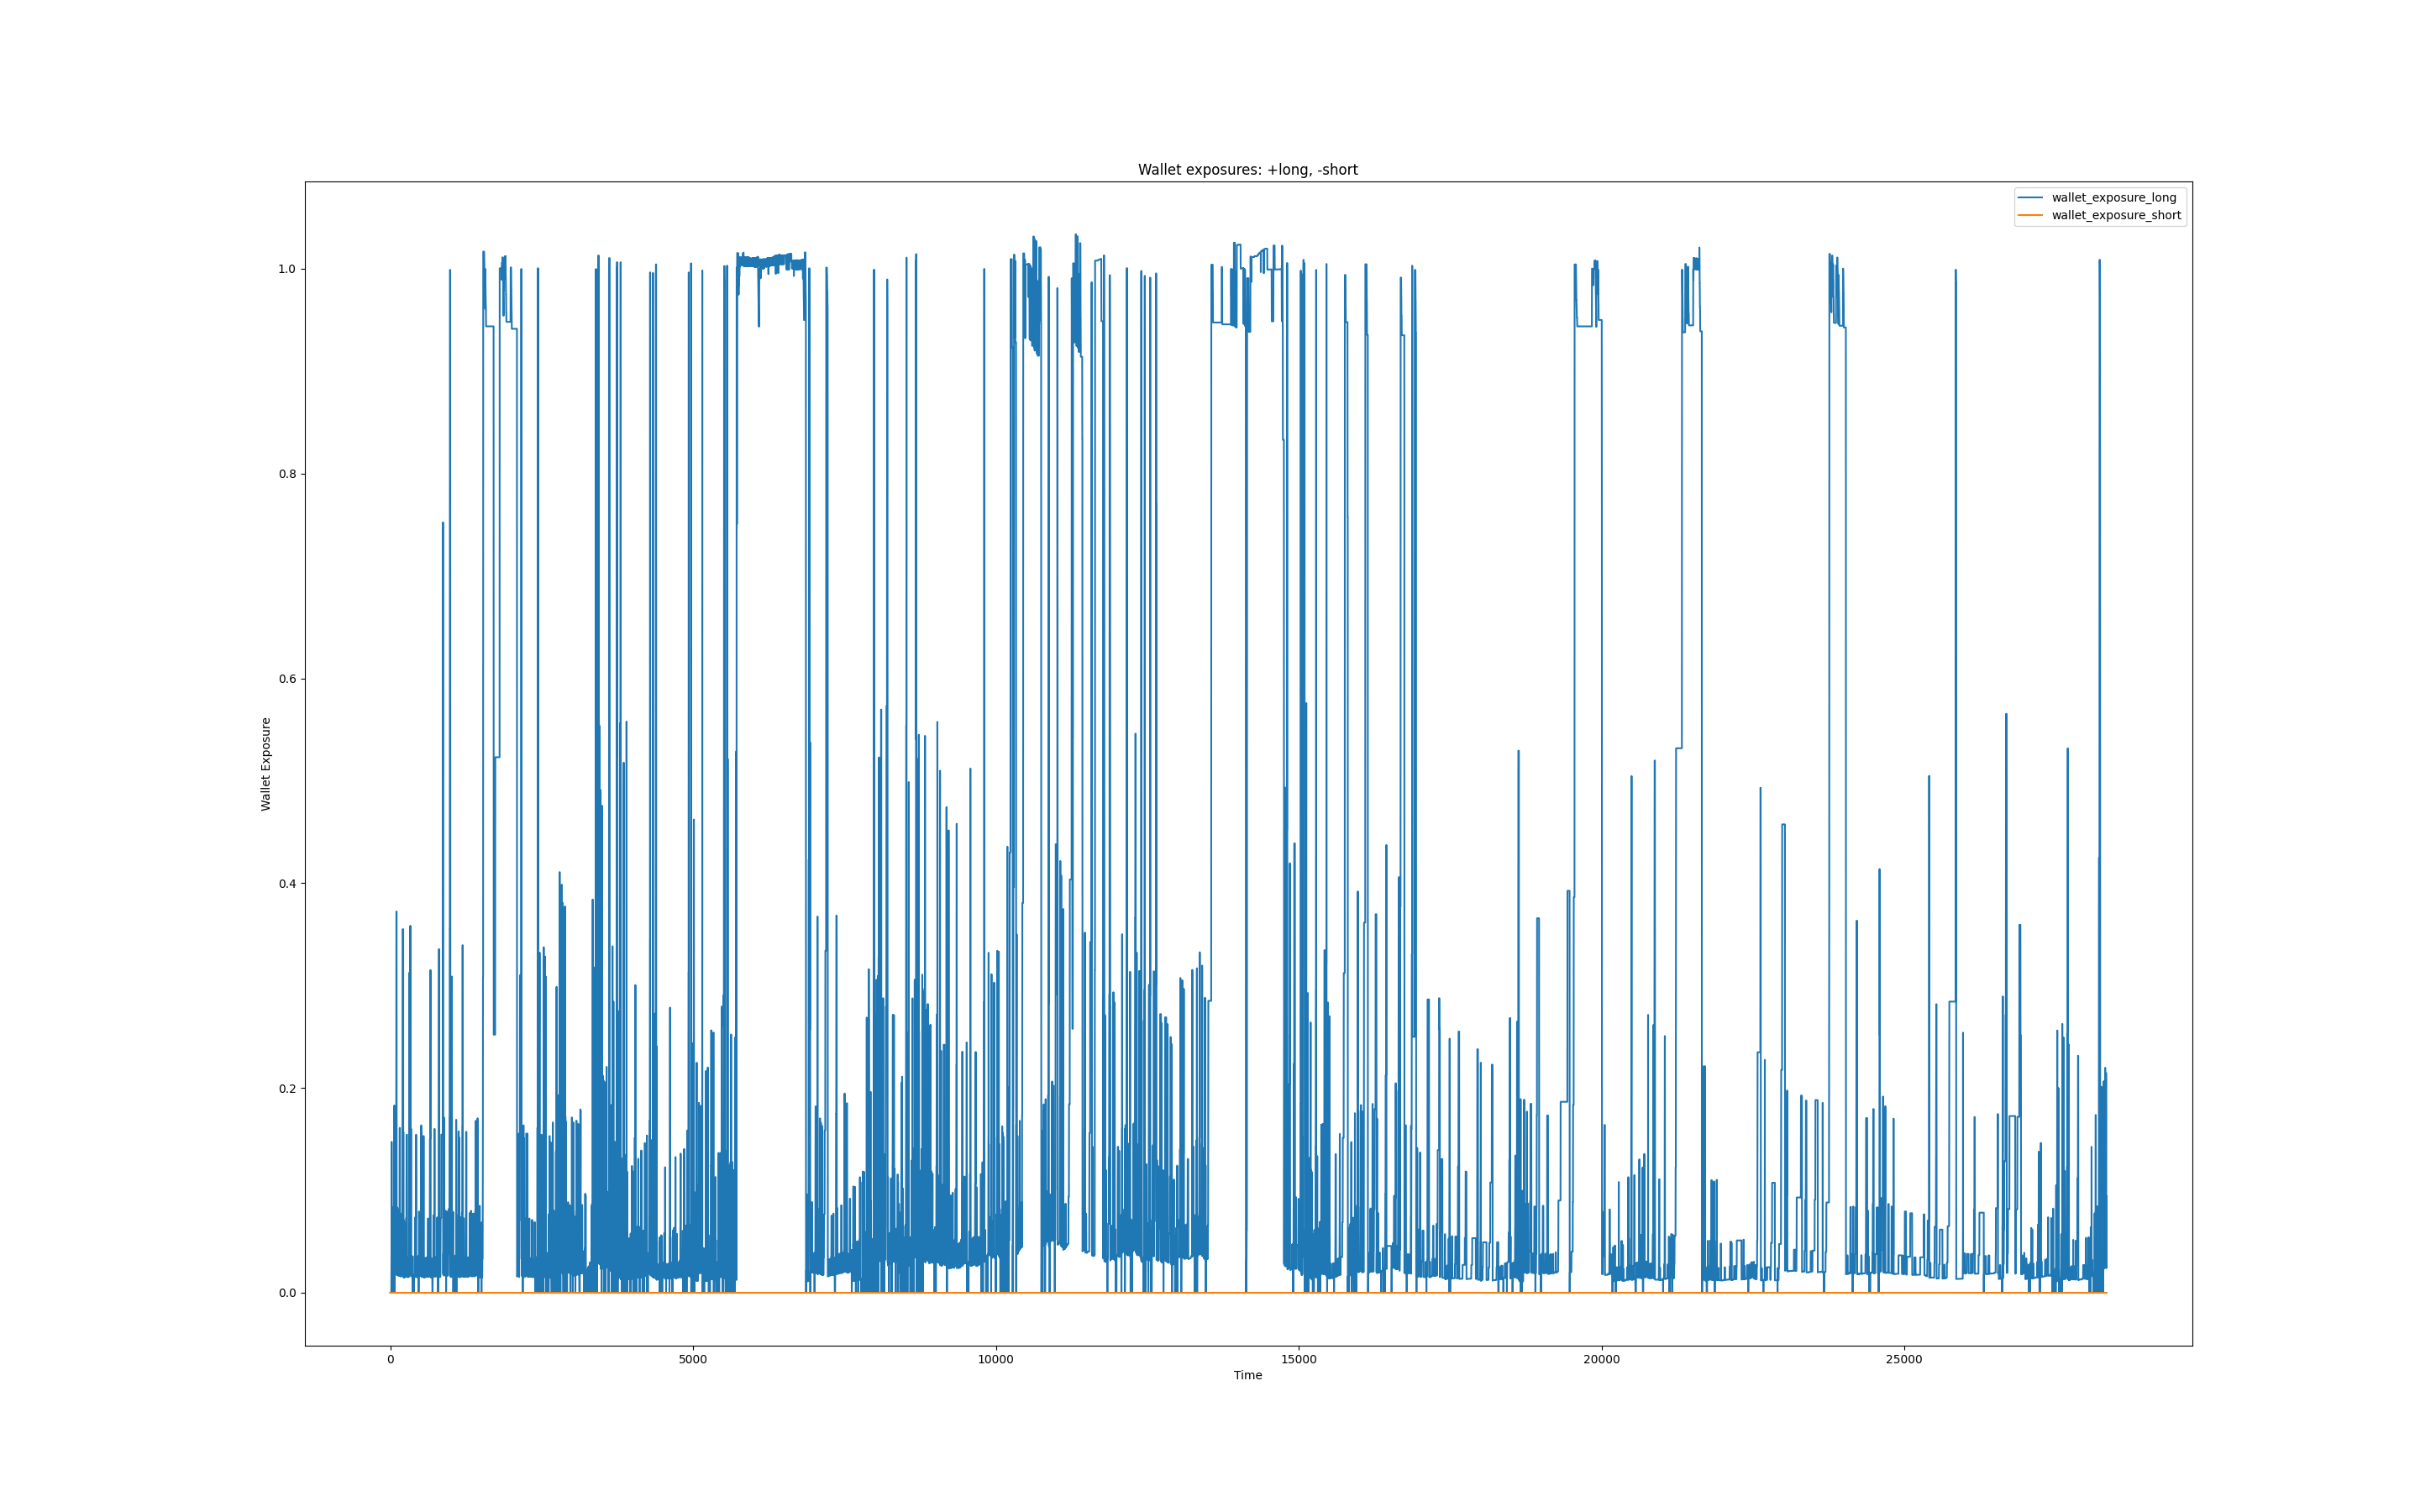 Wallet exposures: +long, -short
wallet_exposure_long
wallet_exposure_short
1.0
0.8
0.6
0.4
0.2
0.0
Wallet Exposure
0 5000 10000 15000 20000 25000
Time